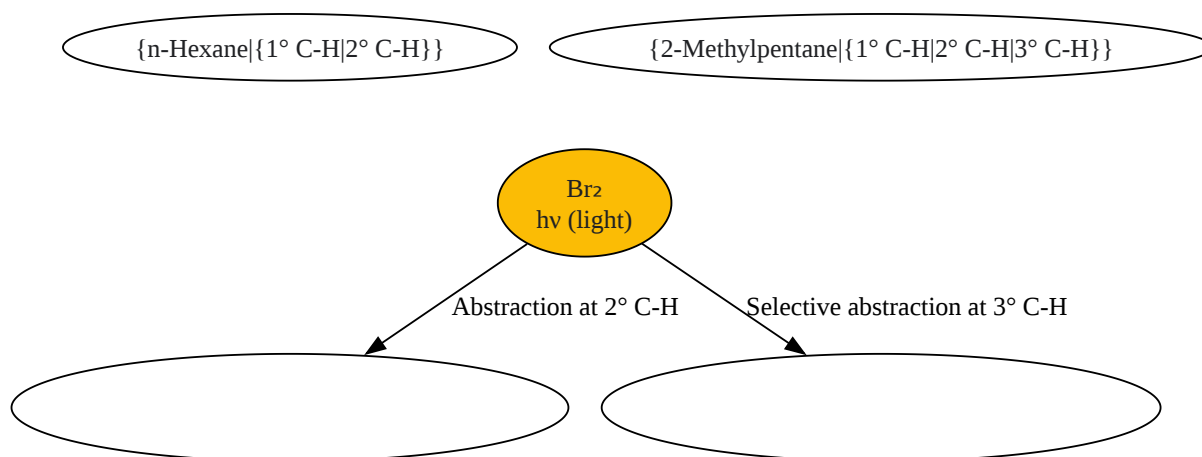 {n-Hexane|{1° C-H|2° C-H}}
{2-Methylpentane|{1° C-H|2° C-H|3° C-H}}
Br₂
hν (light)
Abstraction at 2° C-H
Selective abstraction at 3° C-H